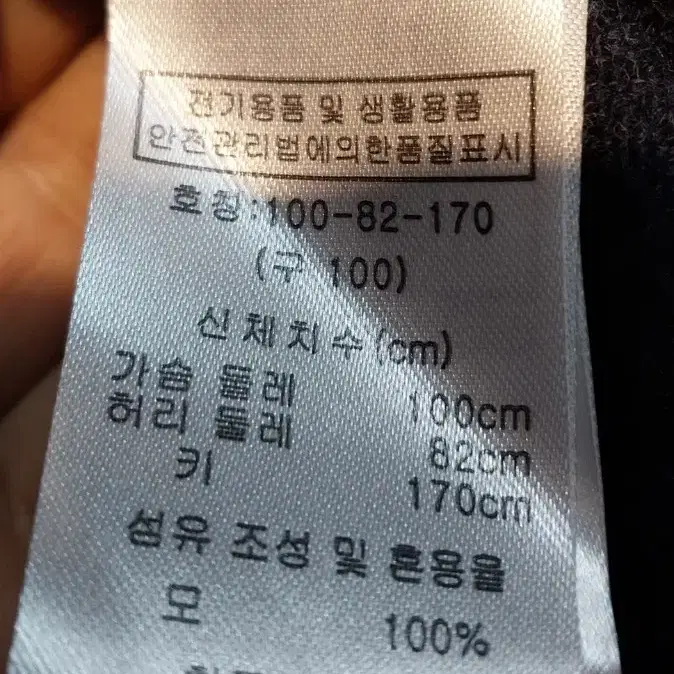 전기용품 및 생활용품
안전관리법에의한품질표시
호칭:100-82-170
(구 100)
신체치수(cm)
가슴 둘레 100cm
허리 둘레 82cm
키 170cm
섬유 조성 및 혼용율
모 100%